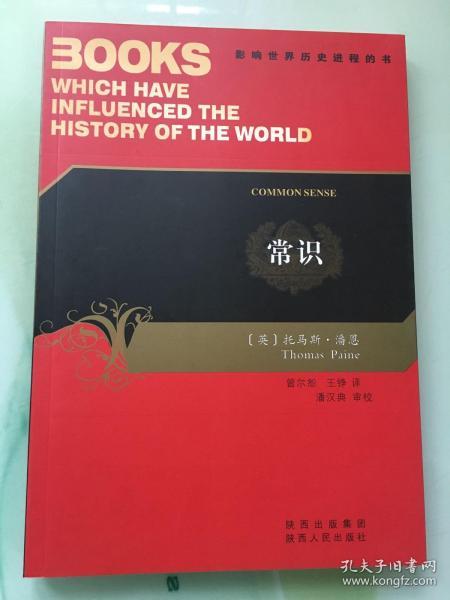 BOOKS
影响世界历史进程的书
WHICH HAVE
INFLUENCED THE
HISTORY OF THE WORLD
COMMON SENSE
常识
〔英〕托马斯·潘恩
Thomas Paine
曾尔恕 王铮 译
潘汉典 审校
陕西出版集团
陕西人民出版社
孔夫子旧书网
www.kongfz.com